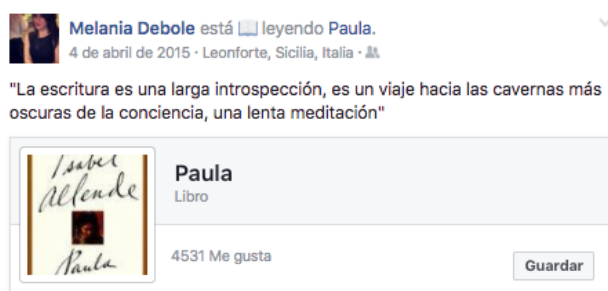 Melania Debole está leyendo Paula.
4 de abril de 2015 · Leonforte, Sicilia, Italia ·
"La escritura es una larga introspección, es un viaje hacia las cavernas más
oscuras de la conciencia, una lenta meditación"
Isabel
Allende
Paula
Paula
Libro
4531 Me gusta
Guardar